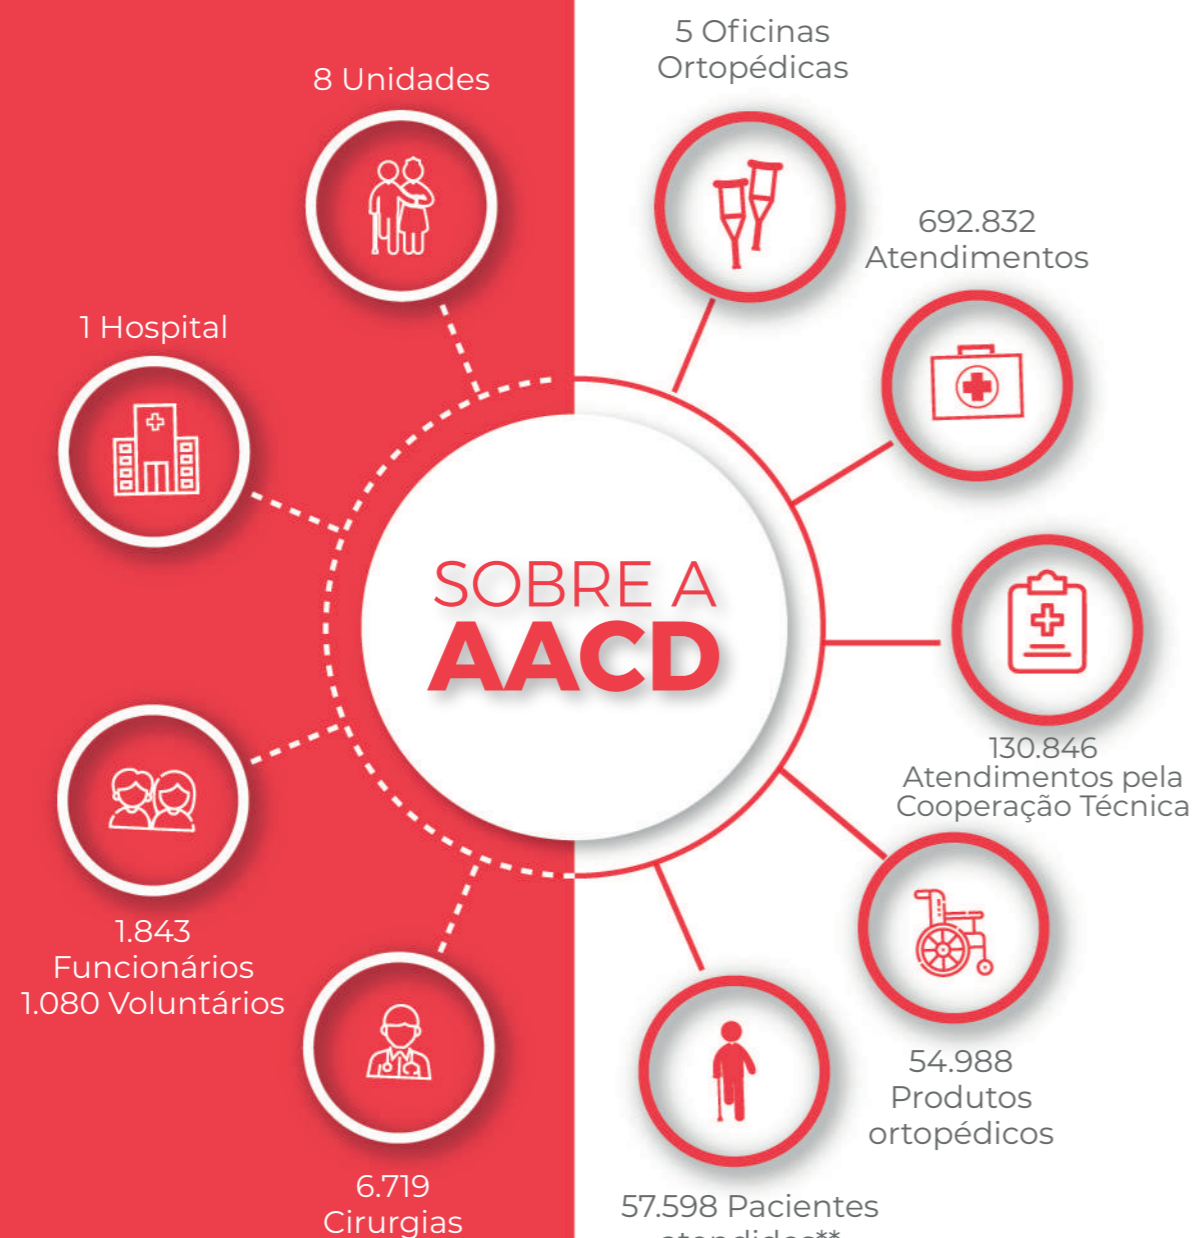 8 Unidades
1 Hospital
1.843
Funcionários
1.080 Voluntários
6.719
Cirurgias
SOBRE A
AACD
5 Oficinas
Ortopédicas
692.832
Atendimentos
130.846
Atendimentos pela
Cooperação Técnica
54.988
Produtos
ortopédicos
57.598 Pacientes
atendidos**